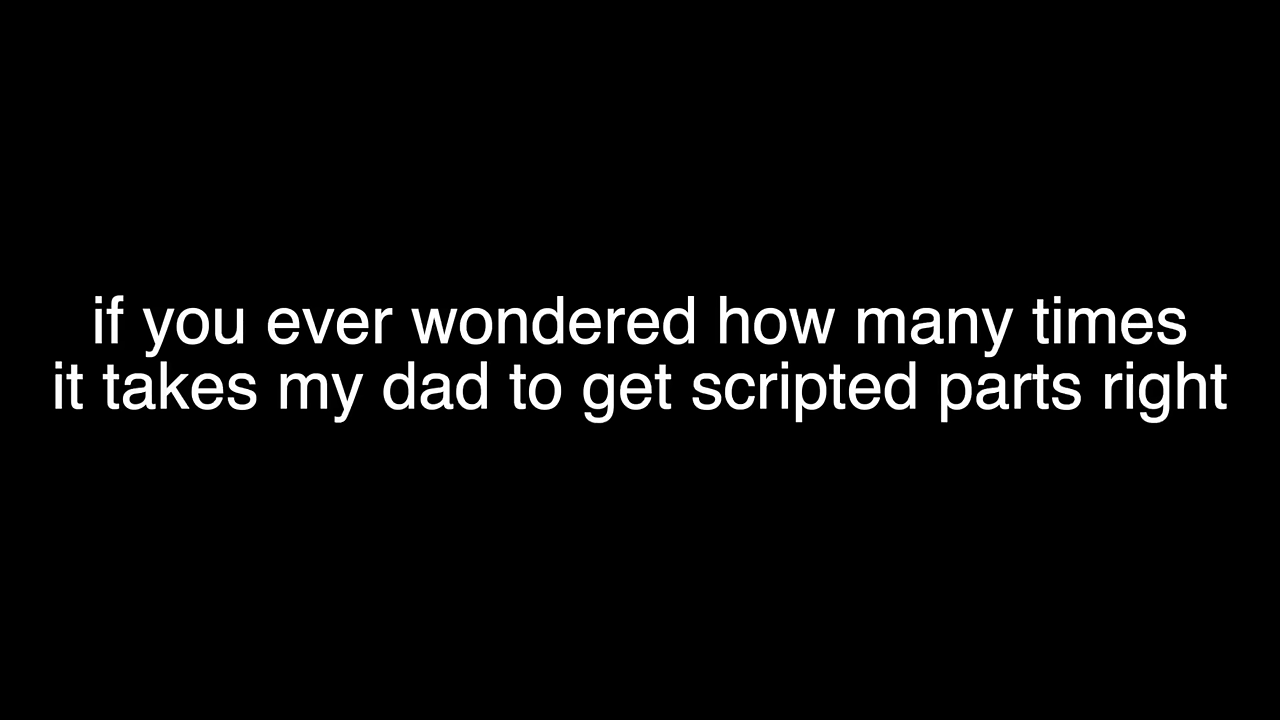 if you ever wondered how many times
it takes my dad to get scripted parts right